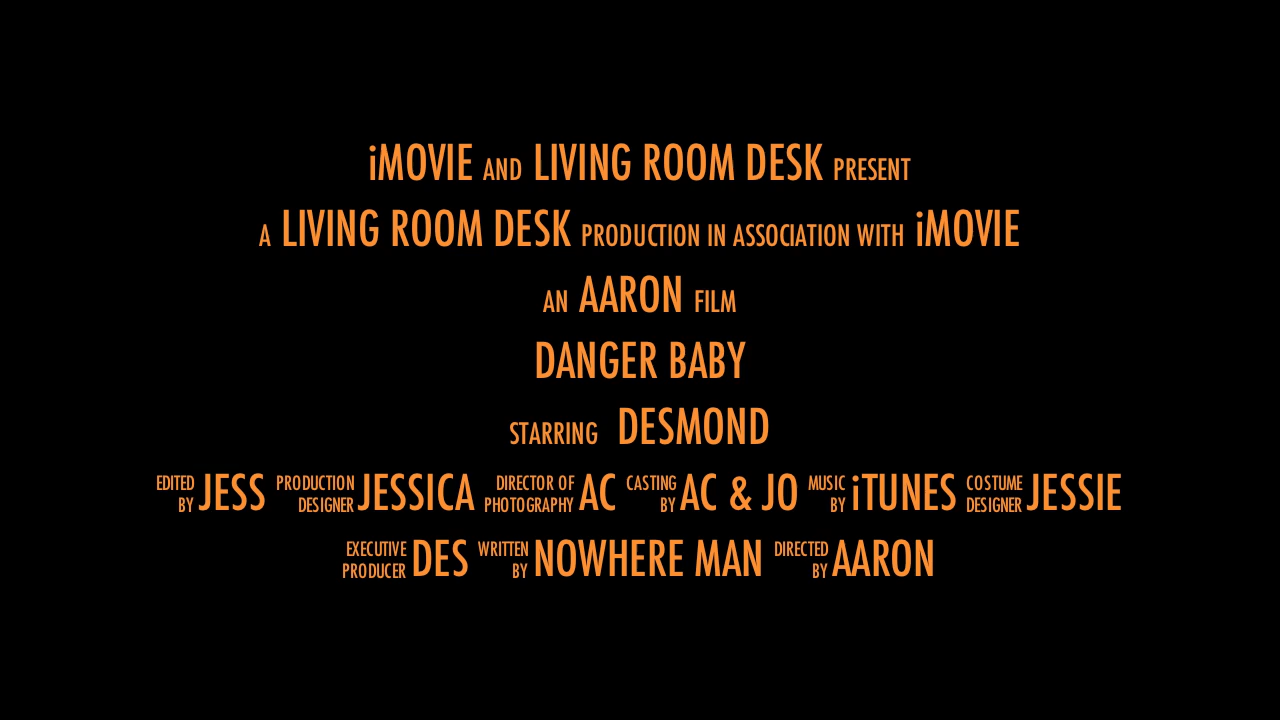 iMOVIE AND LIVING ROOM DESK PRESENT
A LIVING ROOM DESK PRODUCTION IN ASSOCIATION WITH iMOVIE
AN AARON FILM
DANGER BABY
STARRING DESMOND
EDITED BY JESS PRODUCTION DESIGNER JESSICA DIRECTOR OF PHOTOGRAPHY AC CASTING BY AC & JO MUSIC BY iTUNES COSTUME DESIGNER JESSIE
EXECUTIVE PRODUCER DES WRITTEN BY NOWHERE MAN DIRECTED BY AARON